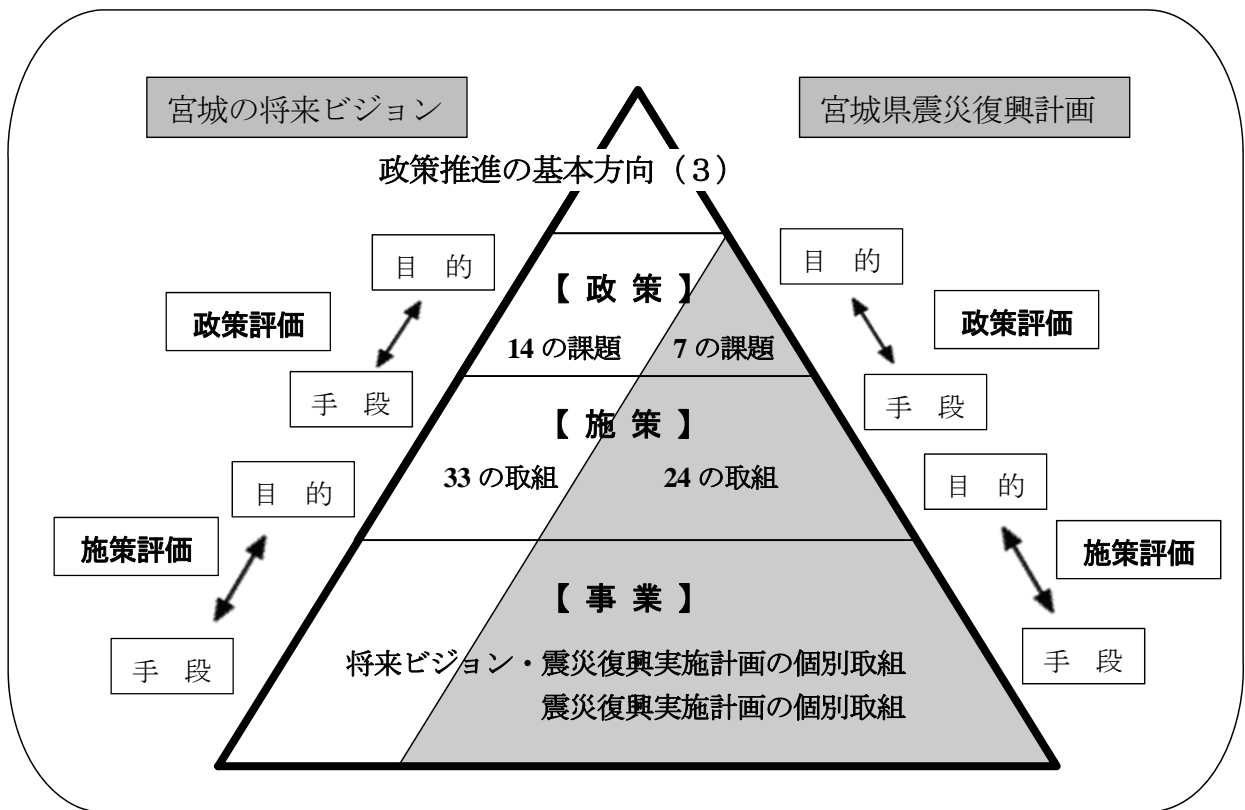 宮城の将来ビジョン
宮城県震災復興計画
政策推進の基本方向（３）
目　的
目　的
【 政 策 】
政策評価
政策評価
14 の課題
7 の課題
手　段
手　段
【 施 策 】
目　的
33 の取組
24 の取組
目　的
施策評価
施策評価
【 事 業 】
手　段
将来ビジョン・震災復興実施計画の個別取組
手　段
震災復興実施計画の個別取組